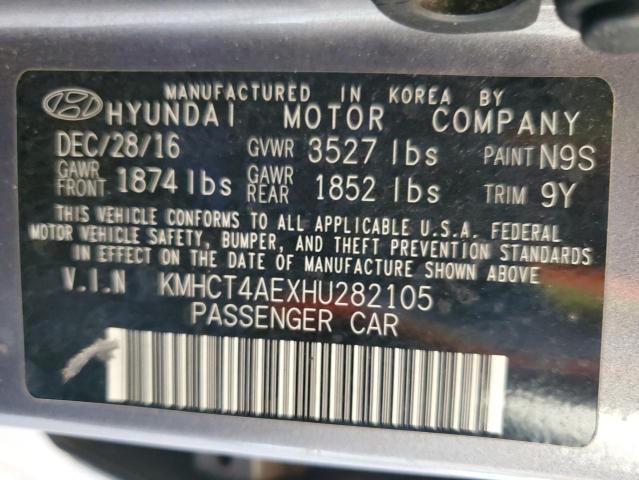 MANUFACTURED IN KOREA BY
HYUNDAI MOTOR COMPANY
DEC/28/16 GVWR 3527 lbs PAINT N9S
GAWR FRONT 1874 lbs GAWR REAR 1852 lbs TRIM 9Y
THIS VEHICLE CONFORMS TO ALL APPLICABLE U.S.A. FEDERAL
MOTOR VEHICLE SAFETY, BUMPER, AND THEFT PREVENTION STANDARDS
IN EFFECT ON THE DATE OF MANUFACTURE SHOWN ABOVE
V.I.N KMHCT4AEXHU282105
PASSENGER CAR